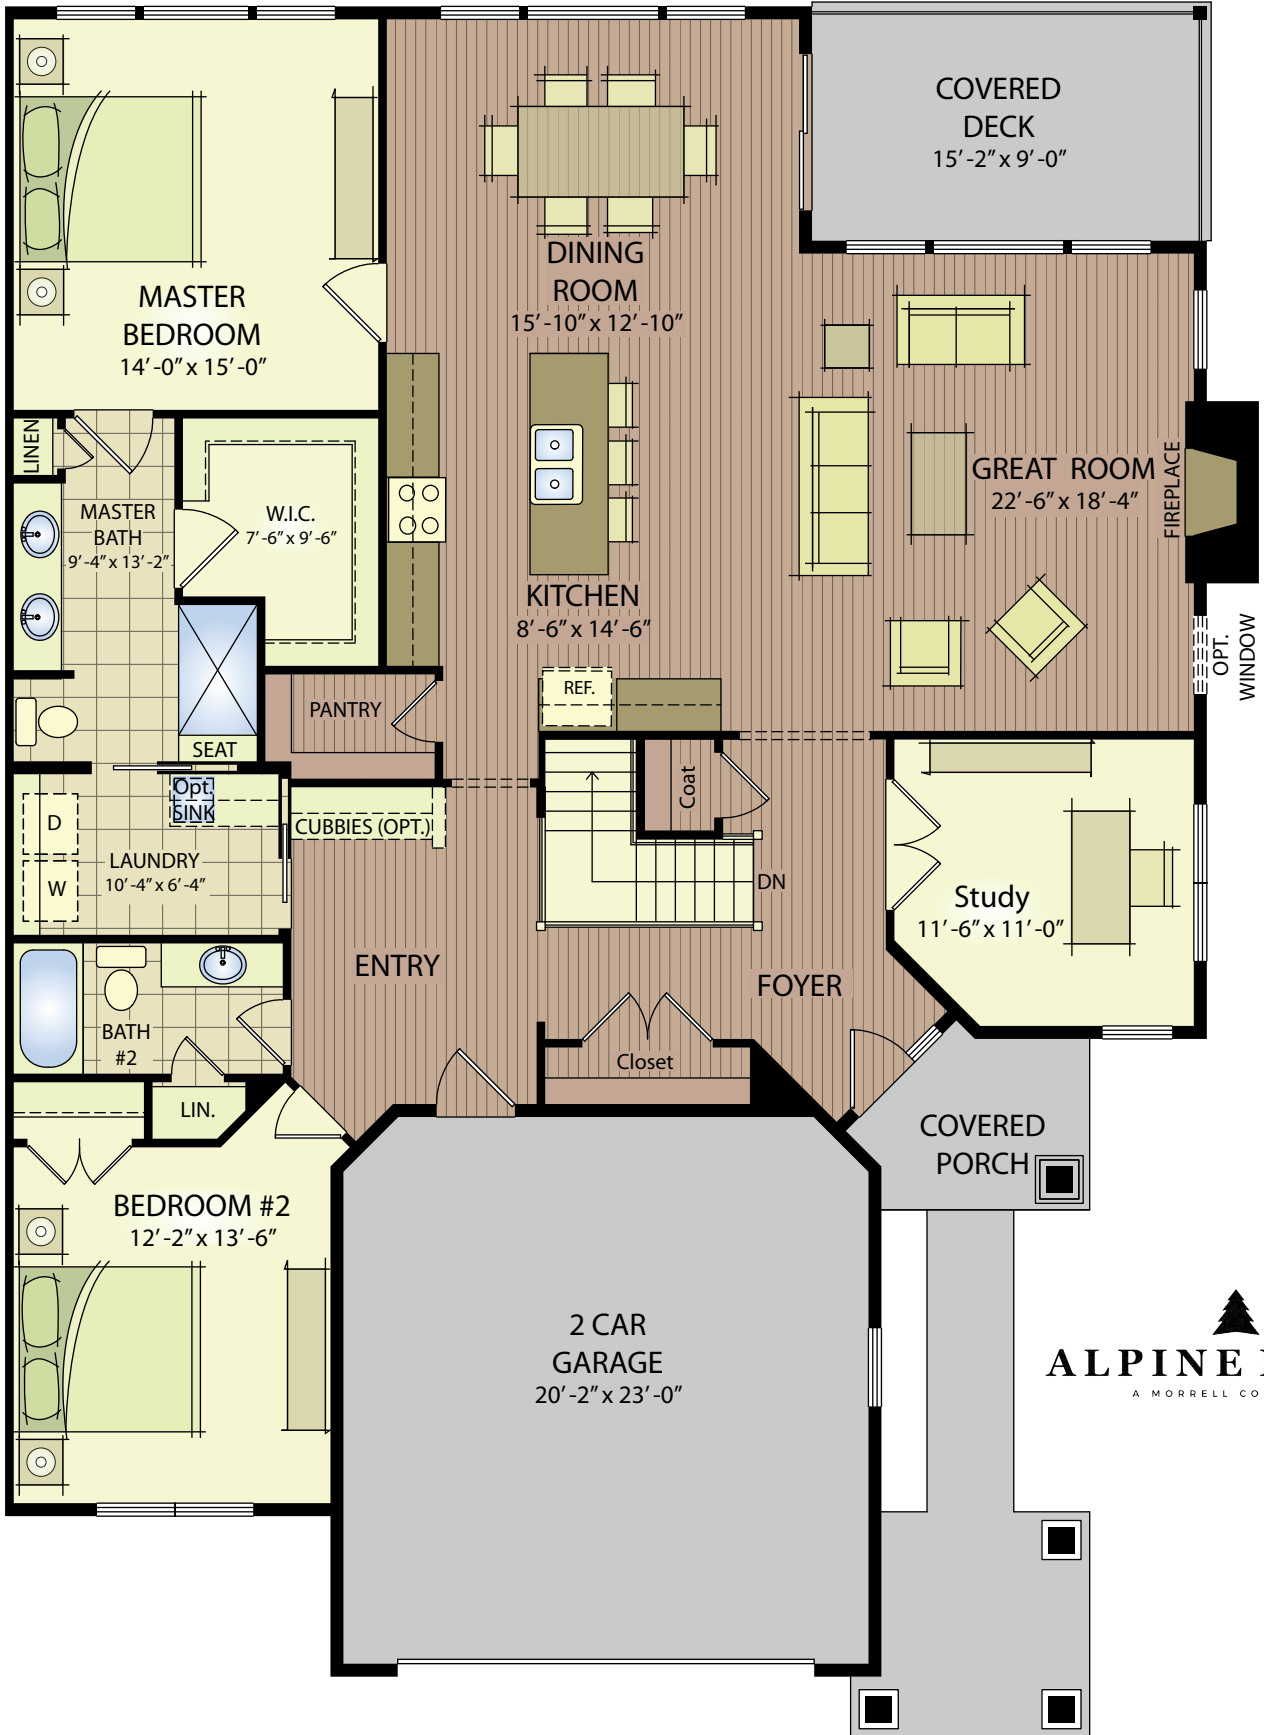 COVERED
DECK
15'-2" x 9'-0"
DINING
ROOM
15'-10" x 12'-10"
MASTER
BEDROOM
14'-0" x 15'-0"
LINEN
MASTER
BATH
9'-4" x 13'-2"
W.I.C.
7'-6" x 9'-6"
GREAT ROOM
22'-6" x 18'-4"
FIREPLACE
KITCHEN
8'-6" x 14'-6"
OPT.
WINDOW
REF.
PANTRY
SEAT
Opt.
SINK
Coat
CUBBIES (OPT.)
D
W
LAUNDRY
10'-4" x 6'-4"
DN
Study
11'-6" x 11'-0"
ENTRY
FOYER
BATH
#2
Closet
LIN.
COVERED
PORCH
BEDROOM #2
12'-2" x 13'-6"
2 CAR
GARAGE
20'-2" x 23'-0"
ALPINE
A MORRELL CO